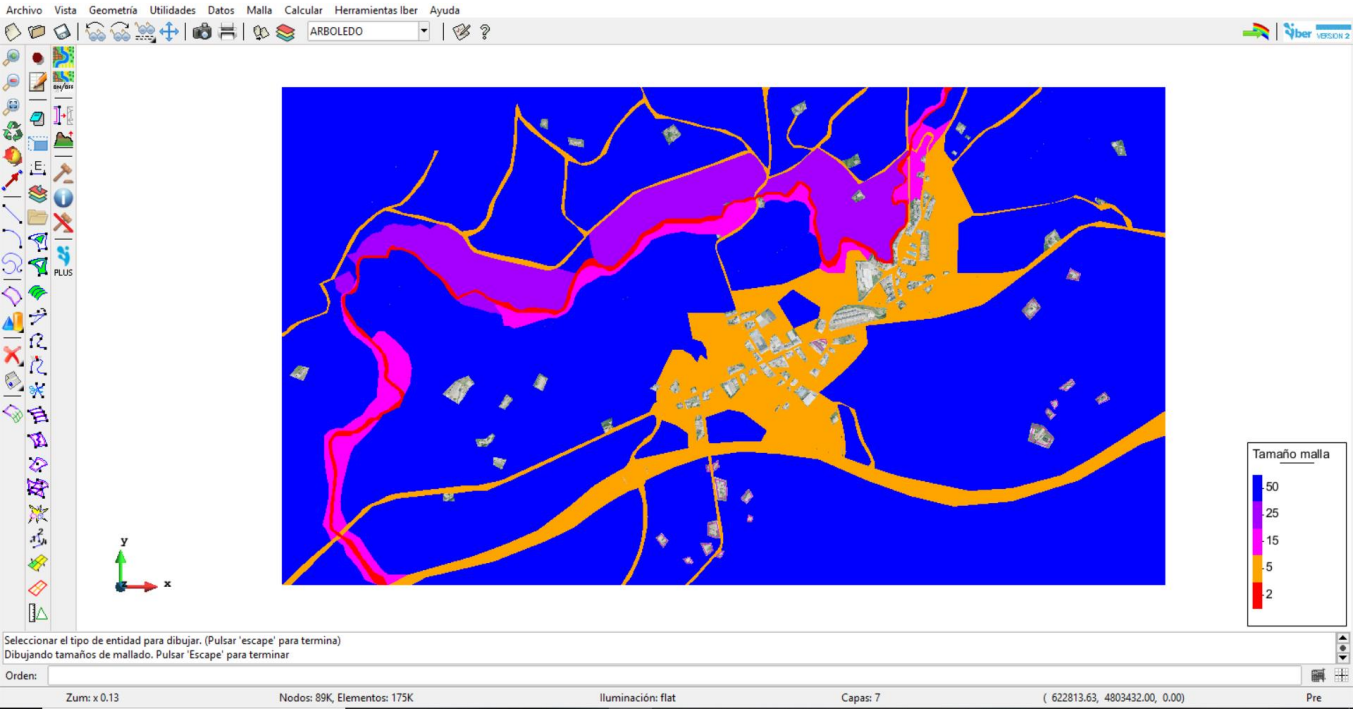 Archivo Vista Geometría Utilidades Datos Malla Calcular Herramientas Iber Ayuda
ARBOLEDO
?
iber VERSION 2
ON/OFF
E
PLUS
y
x
z
Tamaño malla
50
25
15
5
2
Seleccionar el tipo de entidad para dibujar. (Pulsar 'escape' para termina)
Dibujando tamaños de mallado. Pulsar 'Escape' para terminar
Orden:
Zum: x 0.13 Nodos: 89K, Elementos: 175K Iluminación: flat Capas: 7 ( 622813.63, 4803432.00, 0.00) Pre